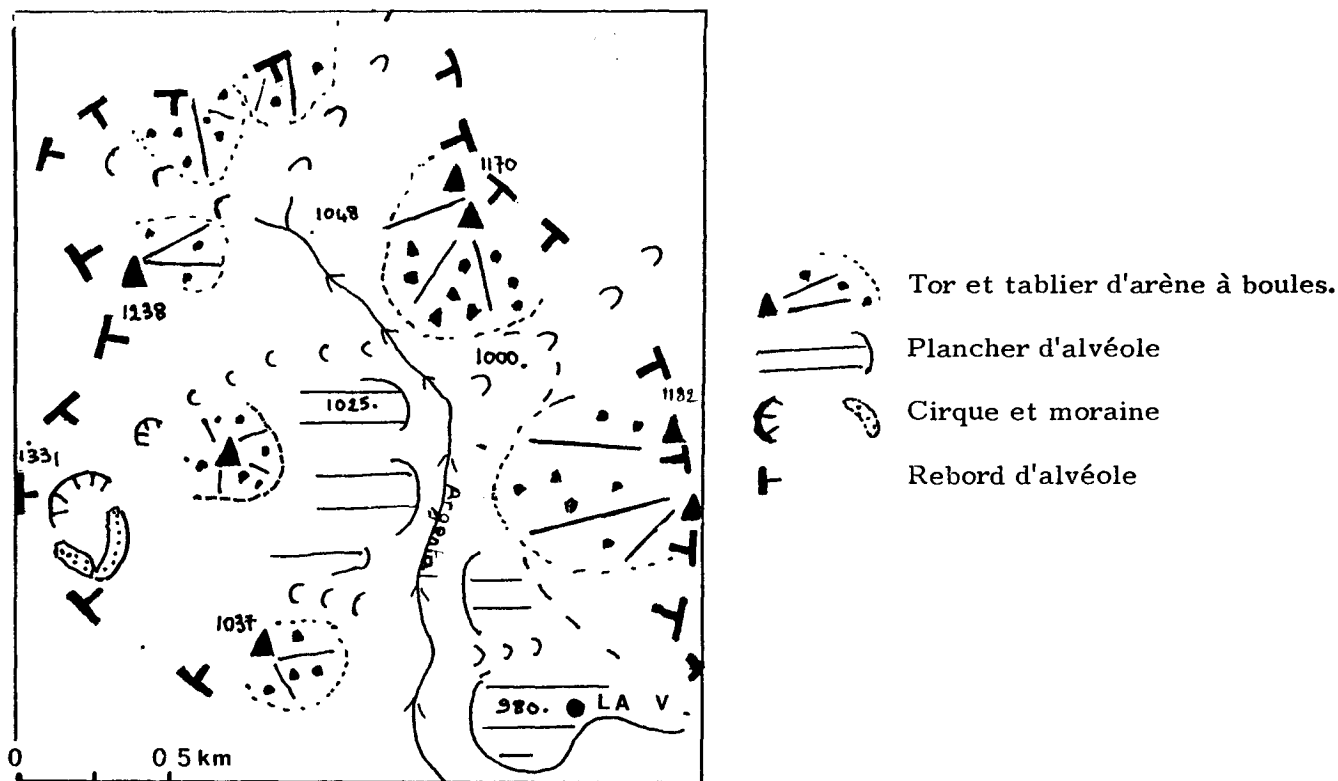 1170
1048
1238
1000.
1182
1025.
1331
Argental
1037
980. LA V
0 0 5 km
Tor et tablier d'arène à boules.
Plancher d'alvéole
Cirque et moraine
Rebord d'alvéole